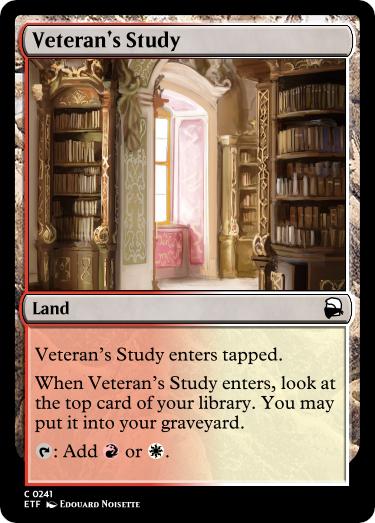 Veteran's Study
Land
Veteran's Study enters tapped.
When Veteran's Study enters, look at
the top card of your library. You may
put it into your graveyard.
: Add or .
C 0241
ETF Edouard Noisette